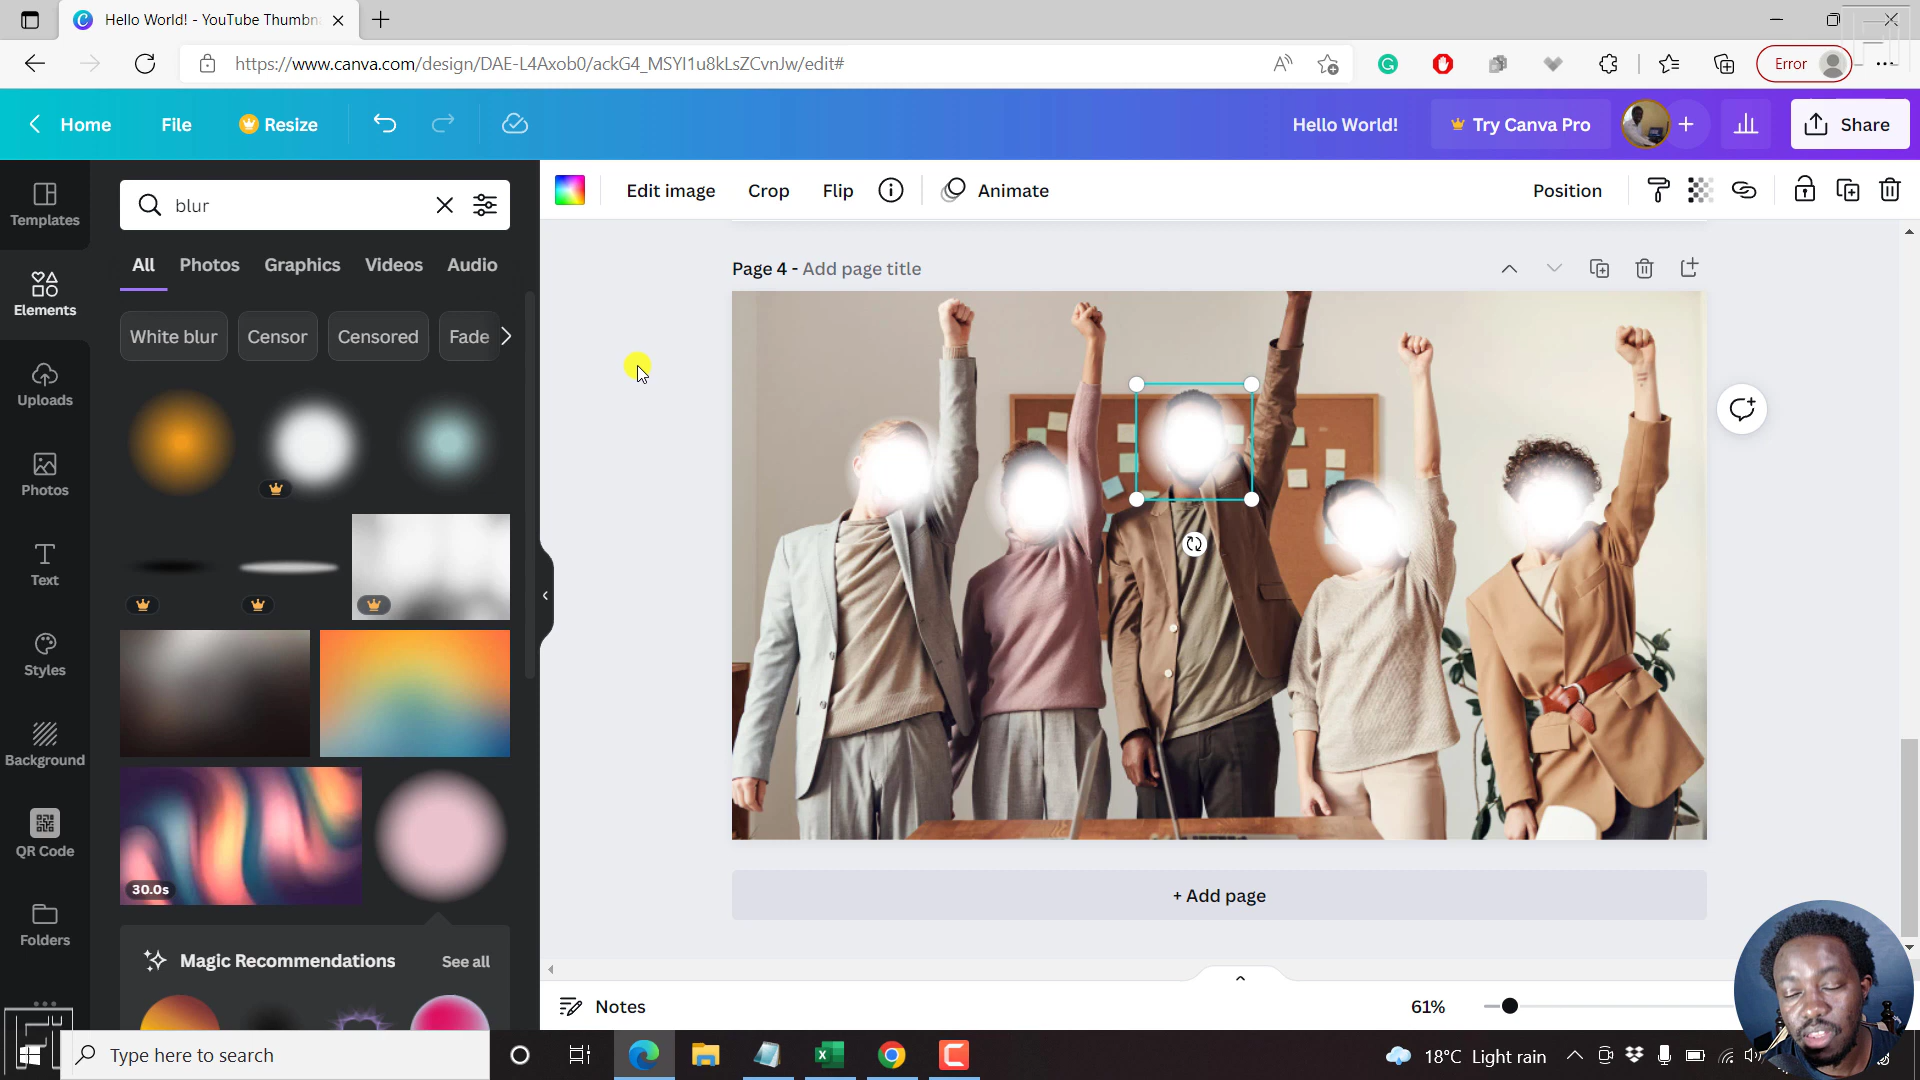 Hello World! - YouTube Thumbn
https://www.canva.com/design/DAE-L4Axob0/ackG4_MSYI1u8kLsZCvnJw/edit#
Error
Home
File
Resize
Hello World!
Try Canva Pro
Share
Templates
Elements
Uploads
Photos
Text
Styles
Background
QR Code
Folders
blur
All
Photos
Graphics
Videos
Audio
White blur
Censor
Censored
Fade
30.0s
Magic Recommendations
See all
Edit image
Crop
Flip
Animate
Position
Page 4 - Add page title
+ Add page
Notes
61%
Type here to search
18°C Light rain